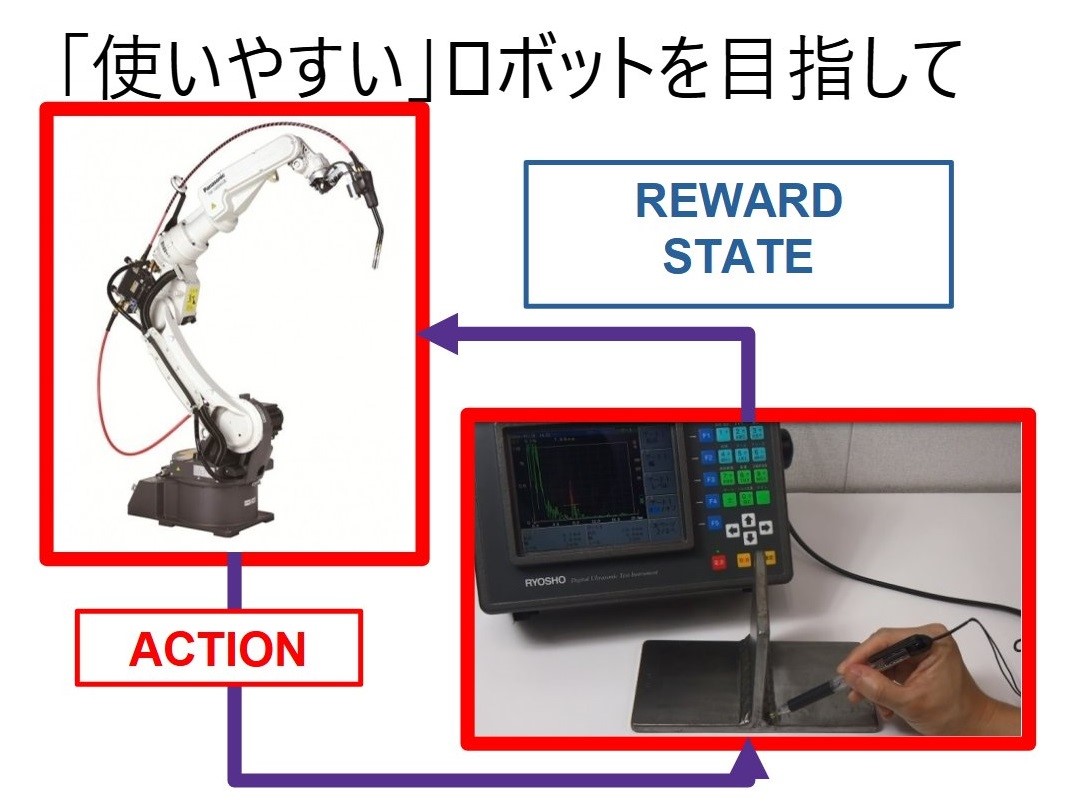 「使いやすい」ロボットを目指して
Panasonic
REWARD
STATE
F1
F2
F3
F4
F5
RYOSHO Digital Ultrasonic Test Instrument
ACTION